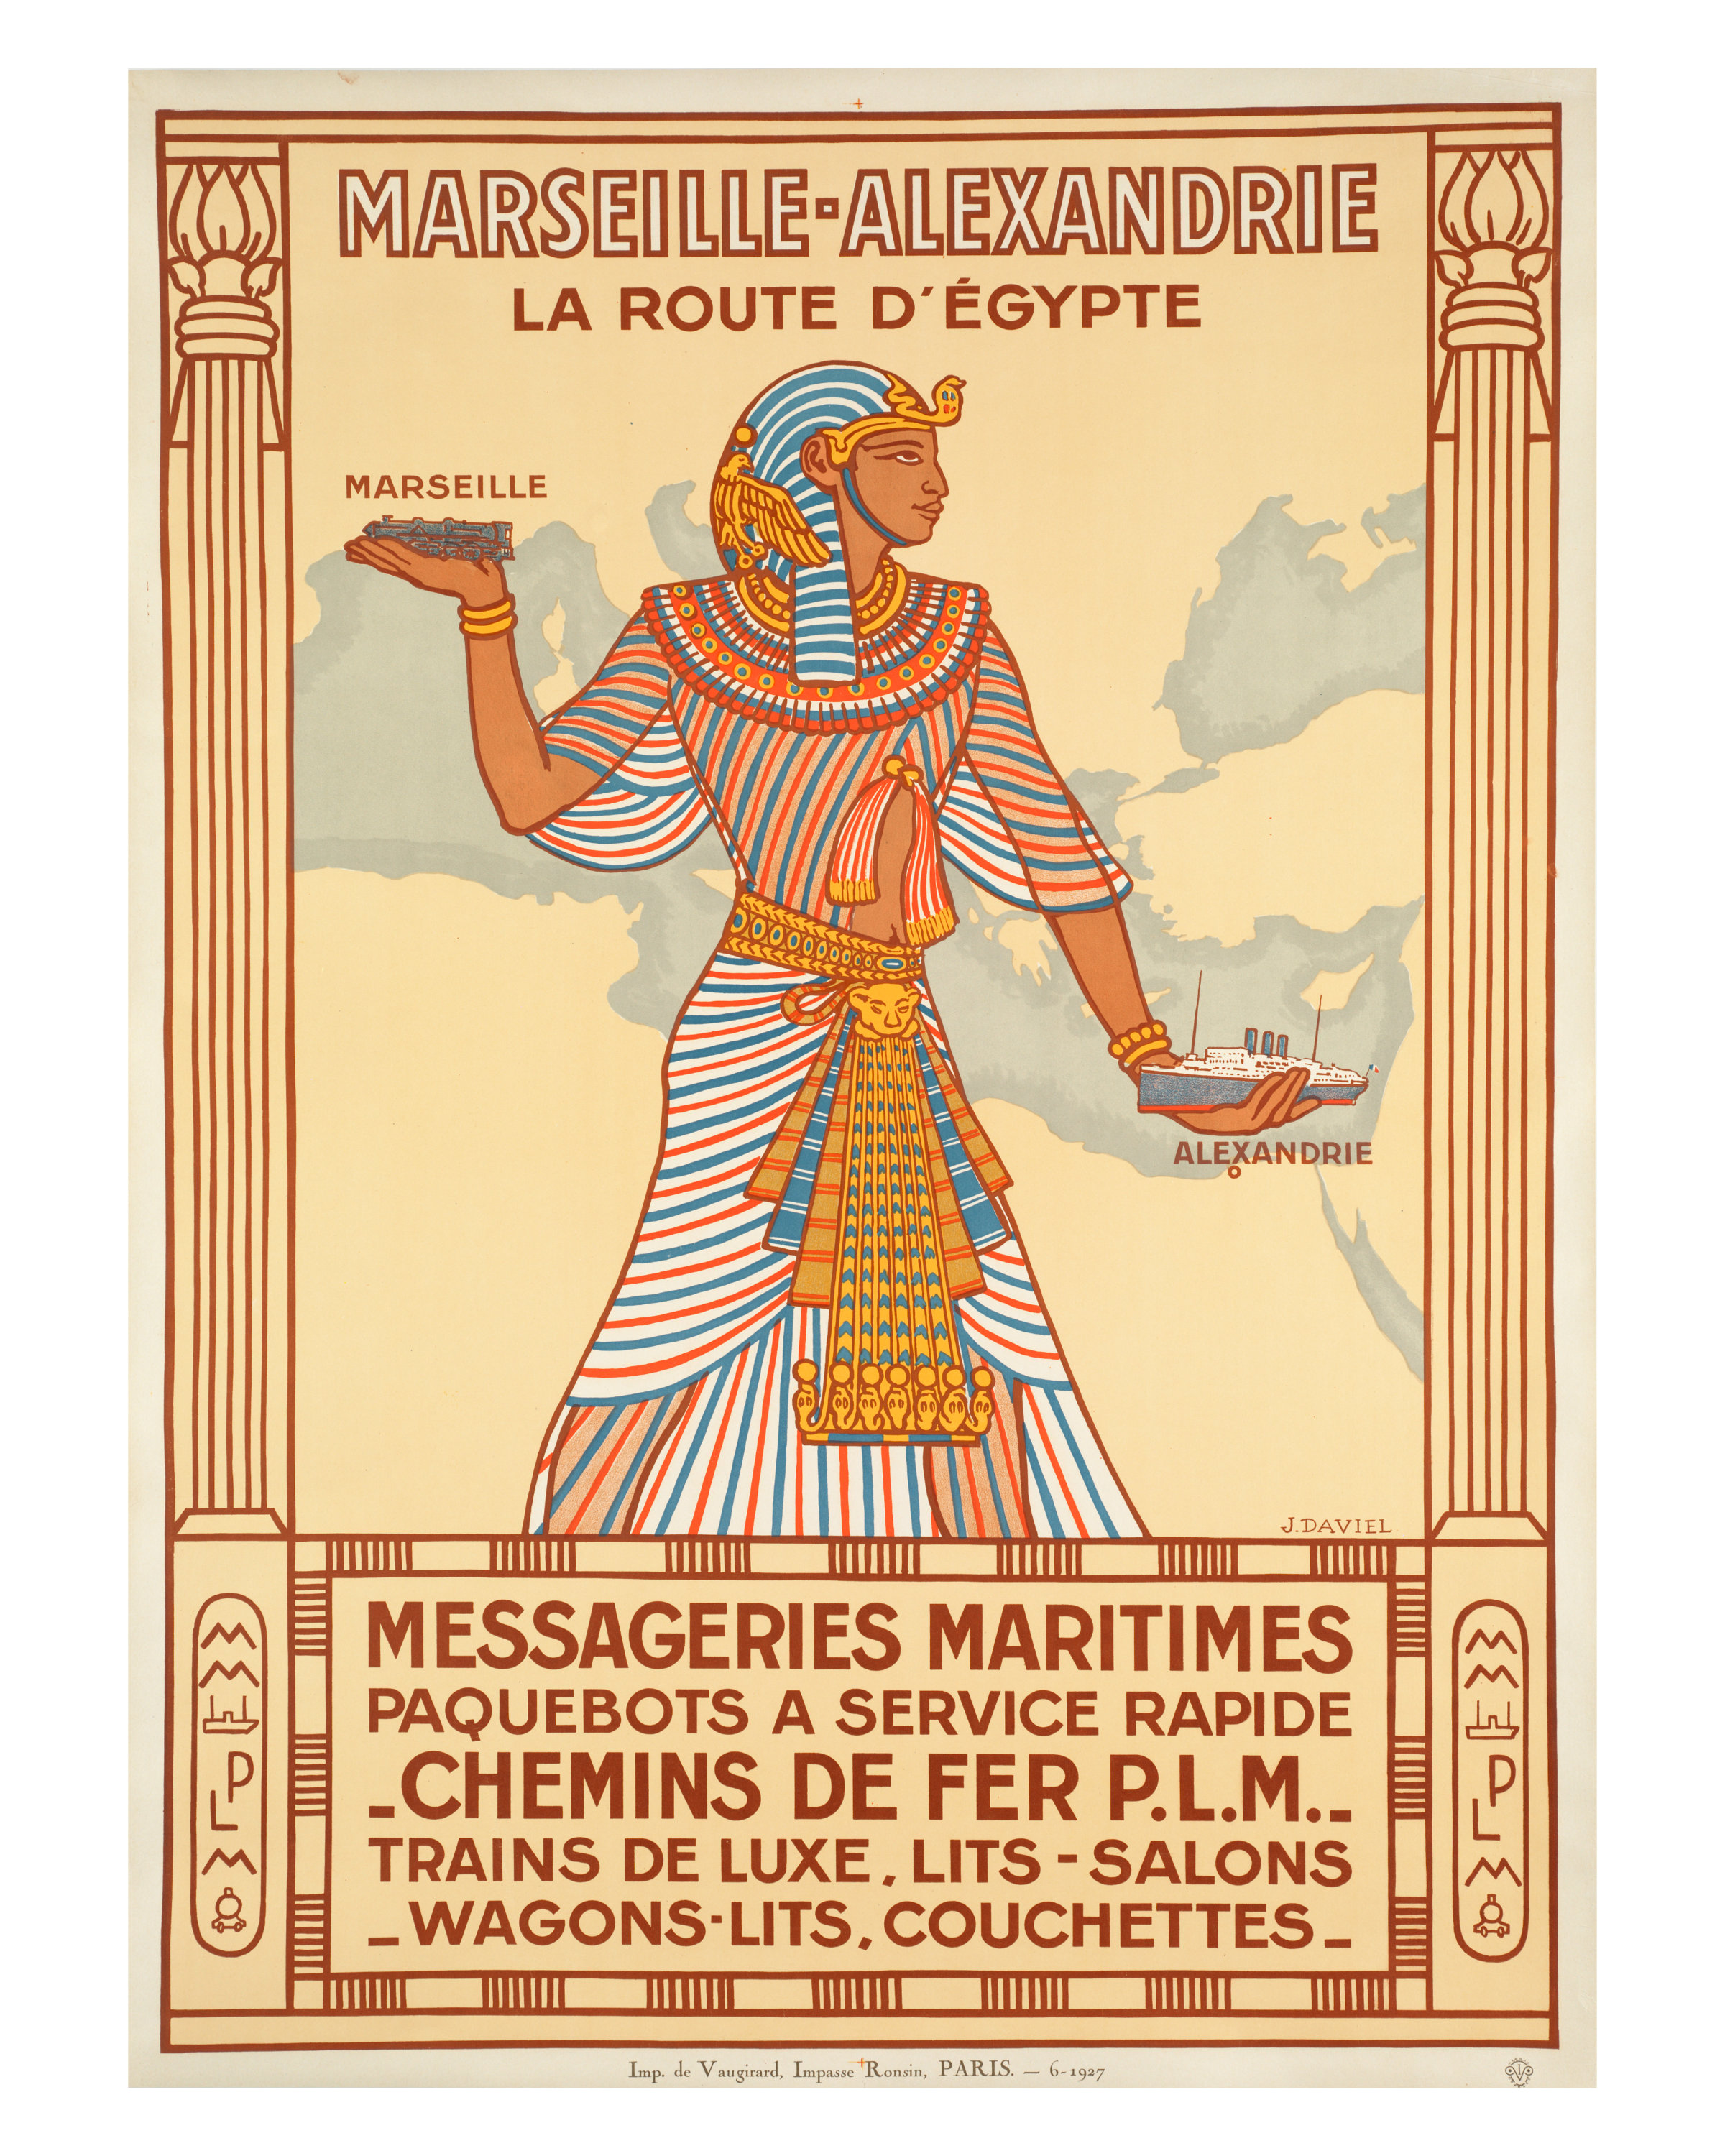 MARSEILLE-ALEXANDRIE
LA ROUTE D'ÉGYPTE
MARSEILLE
ALEXANDRIE
J. DAVIEL
MESSAGERIES MARITIMES
PAQUEBOTS A SERVICE RAPIDE
_CHEMINS DE FER P.L.M._
TRAINS DE LUXE, LITS-SALONS
_WAGONS-LITS, COUCHETTES_
M
M
P
L
M
M
M
P
L
M
Imp. de Vaugirard, Impasse Ronsin, PARIS. — 6-1927